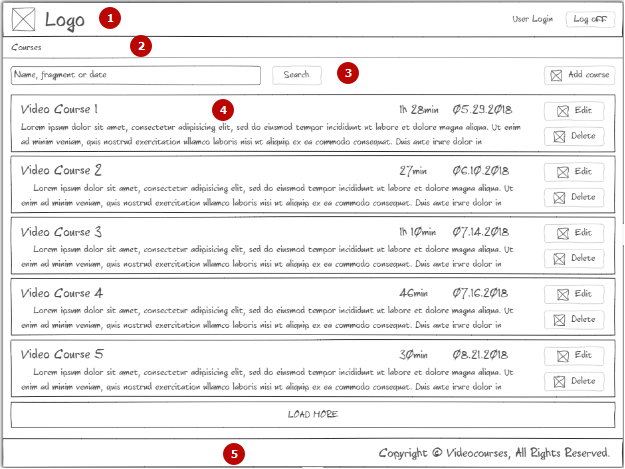 Logo 1 User Login Log off
Courses 2
Name, fragment or date Search 3 Add course
Video Course 1 4 1h 28min 05.29.2018 Edit
Lorem ipsum dolor sit amet, consectetur adipisicing elit, sed do eiusmod tempor incididunt ut labore et dolore magna aliqua. Ut enim
ad minim veniam, quis nostrud exercitation ullamco laboris nisi ut aliquip ex ea commodo consequat. Duis aute irure dolor in Delete
Video Course 2 27min 06.10.2018 Edit
Lorem ipsum dolor sit amet, consectetur adipisicing elit, sed do eiusmod tempor incididunt ut labore et dolore magna aliqua. Ut
enim ad minim veniam, quis nostrud exercitation ullamco laboris nisi ut aliquip ex ea commodo consequat. Duis aute irure dolor in Delete
Video Course 3 1h 10min 07.14.2018 Edit
Lorem ipsum dolor sit amet, consectetur adipisicing elit, sed do eiusmod tempor incididunt ut labore et dolore magna aliqua. Ut
enim ad minim veniam, quis nostrud exercitation ullamco laboris nisi ut aliquip ex ea commodo consequat. Duis aute irure dolor in Delete
Video Course 4 46min 07.16.2018 Edit
Lorem ipsum dolor sit amet, consectetur adipisicing elit, sed do eiusmod tempor incididunt ut labore et dolore magna aliqua. Ut
enim ad minim veniam, quis nostrud exercitation ullamco laboris nisi ut aliquip ex ea commodo consequat. Duis aute irure dolor in Delete
Video Course 5 30min 08.21.2018 Edit
Lorem ipsum dolor sit amet, consectetur adipisicing elit, sed do eiusmod tempor incididunt ut labore et dolore magna aliqua. Ut
enim ad minim veniam, quis nostrud exercitation ullamco laboris nisi ut aliquip ex ea commodo consequat. Duis aute irure dolor in Delete
LOAD MORE
5 Copyright © Videocourses, All Rights Reserved.